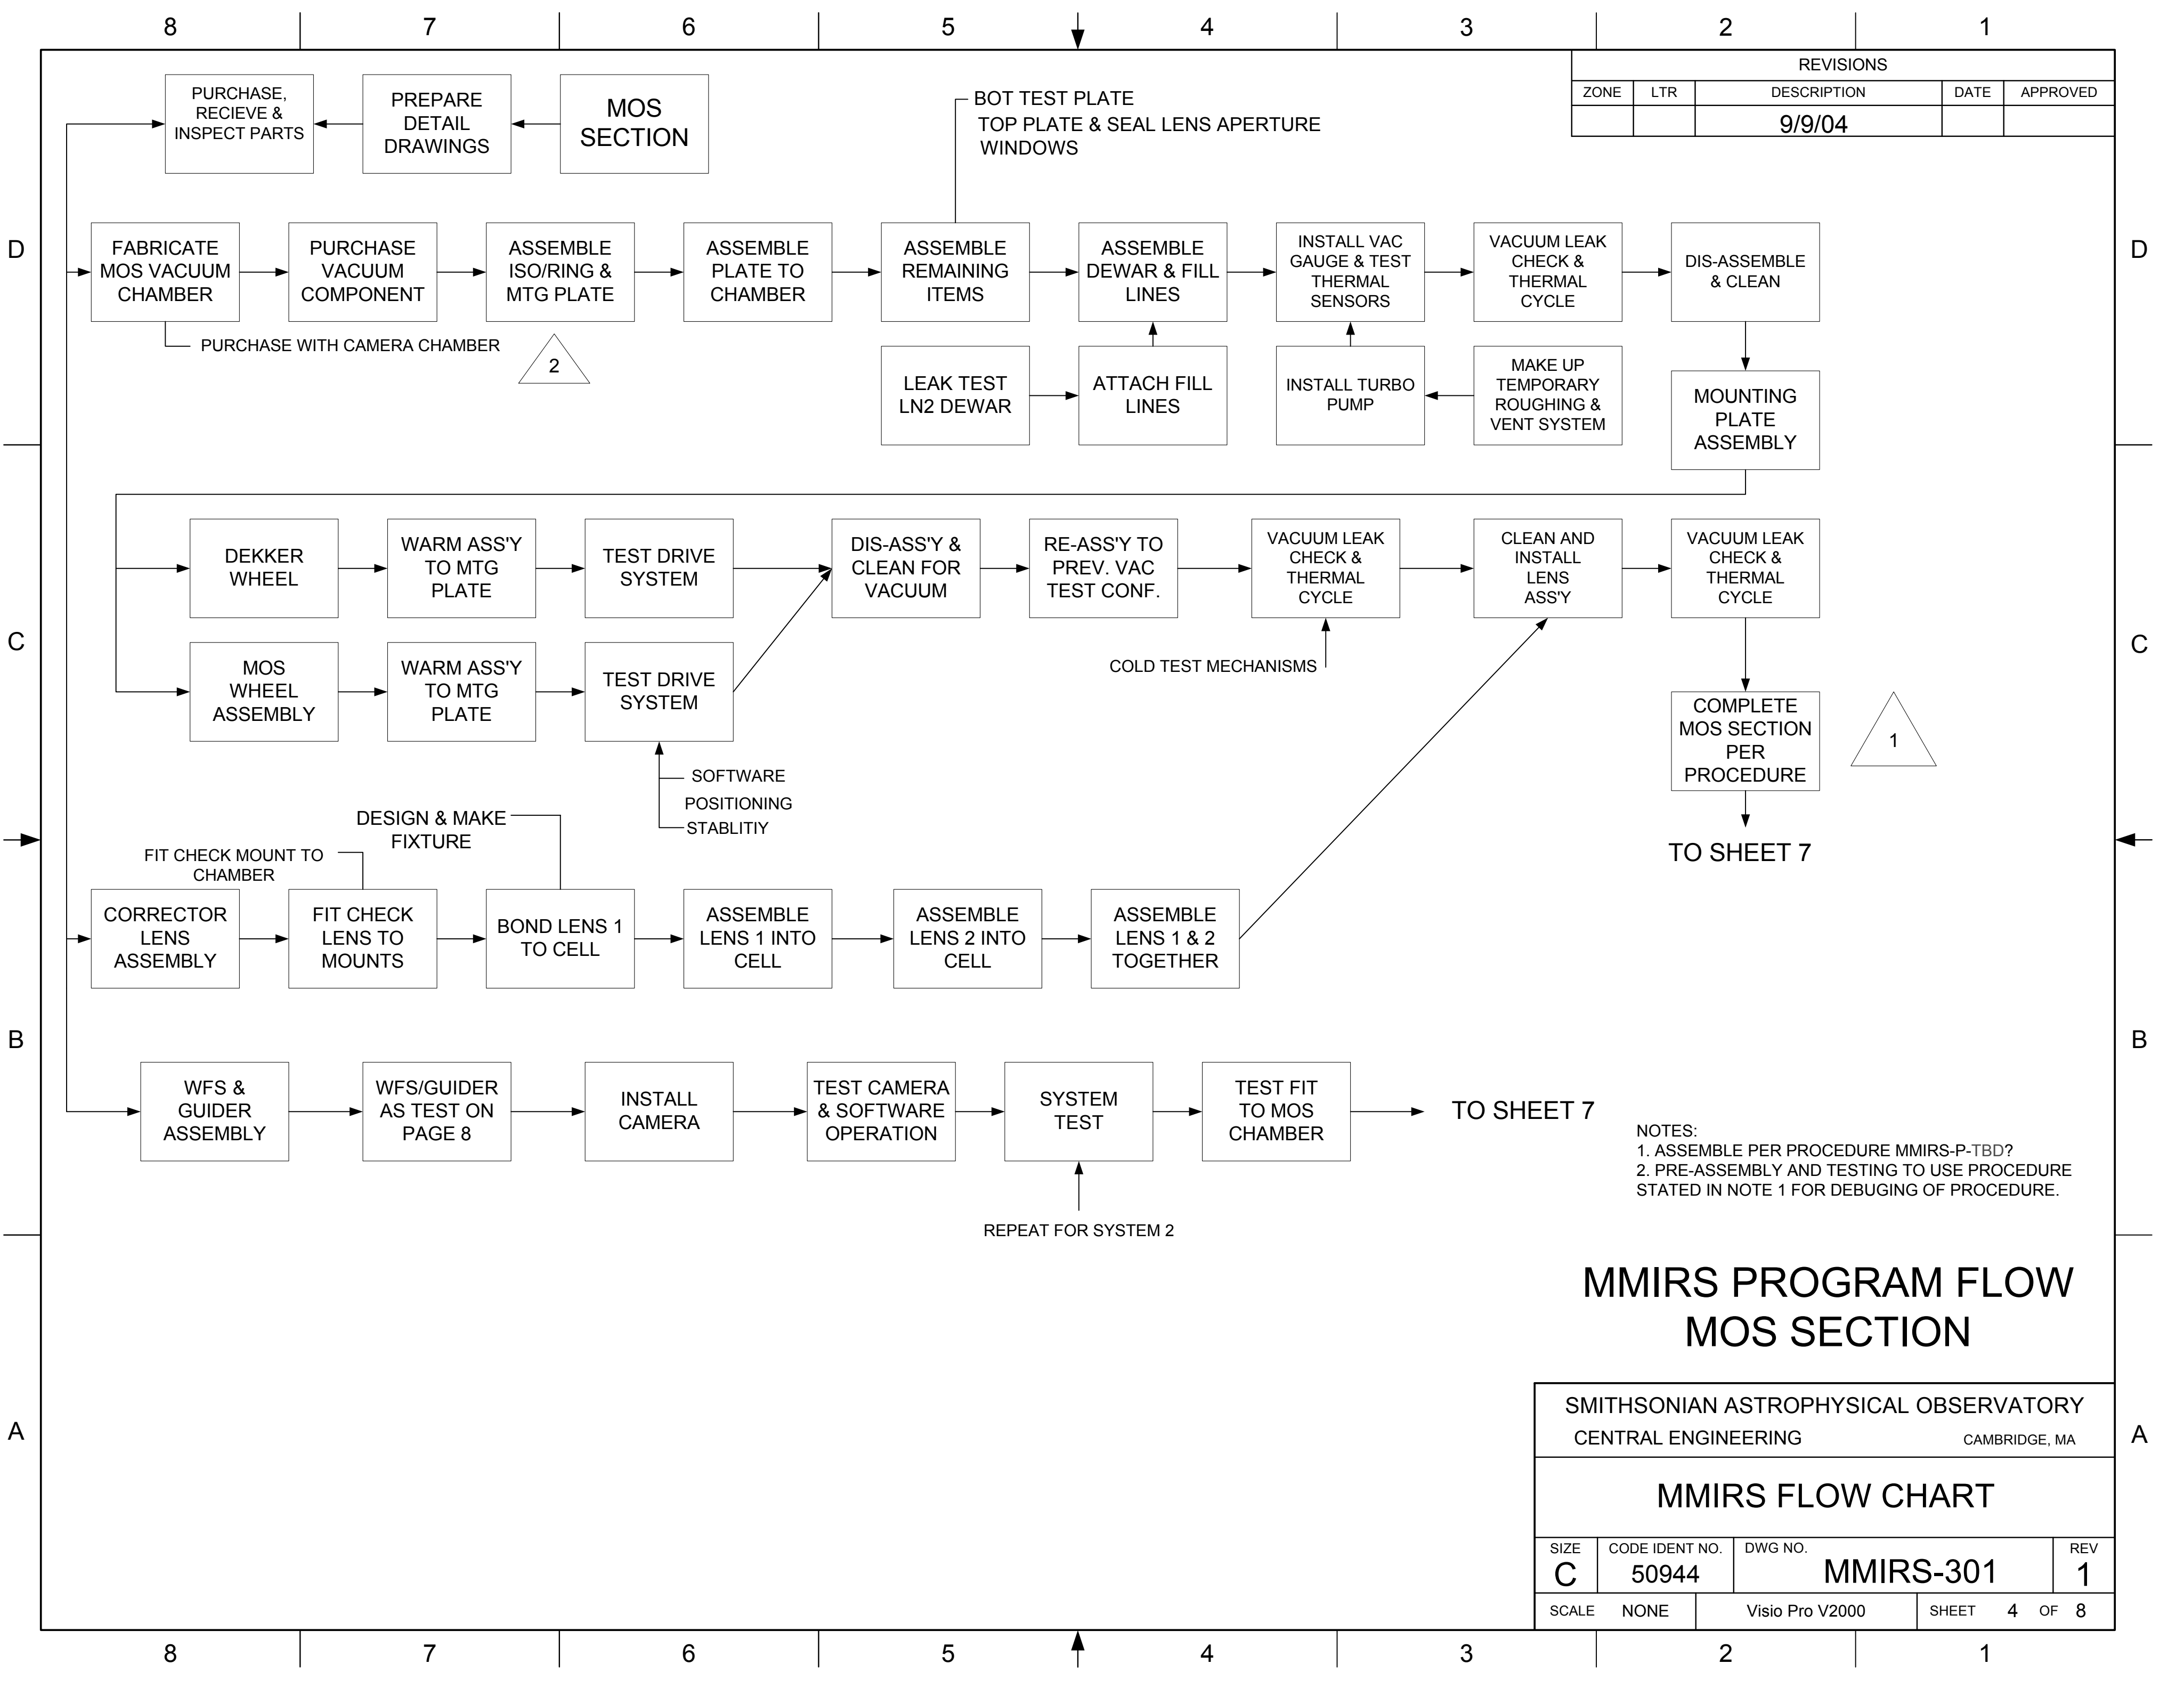 8 7 6 5 4 3 2 1
REVISIONS
ZONE LTR DESCRIPTION DATE APPROVED
9/9/04
PURCHASE,
RECIEVE &
INSPECT PARTS
PREPARE
DETAIL
DRAWINGS
MOS
SECTION
BOT TEST PLATE
TOP PLATE & SEAL LENS APERTURE
WINDOWS
D
D
FABRICATE
MOS VACUUM
CHAMBER
PURCHASE
VACUUM
COMPONENT
ASSEMBLE
ISO/RING &
MTG PLATE
ASSEMBLE
PLATE TO
CHAMBER
ASSEMBLE
REMAINING
ITEMS
ASSEMBLE
DEWAR & FILL
LINES
INSTALL VAC
GAUGE & TEST
THERMAL
SENSORS
VACUUM LEAK
CHECK &
THERMAL
CYCLE
DIS-ASSEMBLE
& CLEAN
PURCHASE WITH CAMERA CHAMBER
2
LEAK TEST
LN2 DEWAR
ATTACH FILL
LINES
INSTALL TURBO
PUMP
MAKE UP
TEMPORARY
ROUGHING &
VENT SYSTEM
MOUNTING
PLATE
ASSEMBLY
DEKKER
WHEEL
WARM ASS'Y
TO MTG
PLATE
TEST DRIVE
SYSTEM
DIS-ASS'Y &
CLEAN FOR
VACUUM
RE-ASS'Y TO
PREV. VAC
TEST CONF.
VACUUM LEAK
CHECK &
THERMAL
CYCLE
CLEAN AND
INSTALL
LENS
ASS'Y
VACUUM LEAK
CHECK &
THERMAL
CYCLE
C
C
MOS
WHEEL
ASSEMBLY
WARM ASS'Y
TO MTG
PLATE
TEST DRIVE
SYSTEM
COLD TEST MECHANISMS
COMPLETE
MOS SECTION
PER
PROCEDURE
1
SOFTWARE
POSITIONING
STABLITIY
DESIGN & MAKE
FIXTURE
FIT CHECK MOUNT TO
CHAMBER
TO SHEET 7
CORRECTOR
LENS
ASSEMBLY
FIT CHECK
LENS TO
MOUNTS
BOND LENS 1
TO CELL
ASSEMBLE
LENS 1 INTO
CELL
ASSEMBLE
LENS 2 INTO
CELL
ASSEMBLE
LENS 1 & 2
TOGETHER
B
B
WFS &
GUIDER
ASSEMBLY
WFS/GUIDER
AS TEST ON
PAGE 8
INSTALL
CAMERA
TEST CAMERA
& SOFTWARE
OPERATION
SYSTEM
TEST
TEST FIT
TO MOS
CHAMBER
TO SHEET 7
REPEAT FOR SYSTEM 2
NOTES:
1. ASSEMBLE PER PROCEDURE MMIRS-P-TBD?
2. PRE-ASSEMBLY AND TESTING TO USE PROCEDURE
STATED IN NOTE 1 FOR DEBUGING OF PROCEDURE.
MMIRS PROGRAM FLOW
MOS SECTION
A
A
SMITHSONIAN ASTROPHYSICAL OBSERVATORY
CENTRAL ENGINEERING CAMBRIDGE, MA
MMIRS FLOW CHART
SIZE CODE IDENT NO. DWG NO. REV
C 50944 MMIRS-301 1
SCALE NONE Visio Pro V2000 SHEET 4 OF 8
8 7 6 5 4 3 2 1